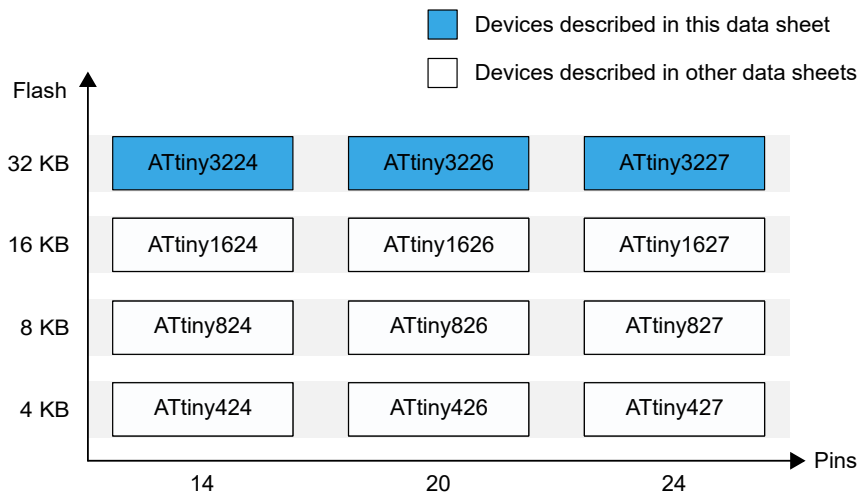 Devices described in this data sheet
Devices described in other data sheets
Flash
32 KB ATtiny3224 ATtiny3226 ATtiny3227
16 KB ATtiny1624 ATtiny1626 ATtiny1627
8 KB ATtiny824 ATtiny826 ATtiny827
4 KB ATtiny424 ATtiny426 ATtiny427
Pins
14 20 24